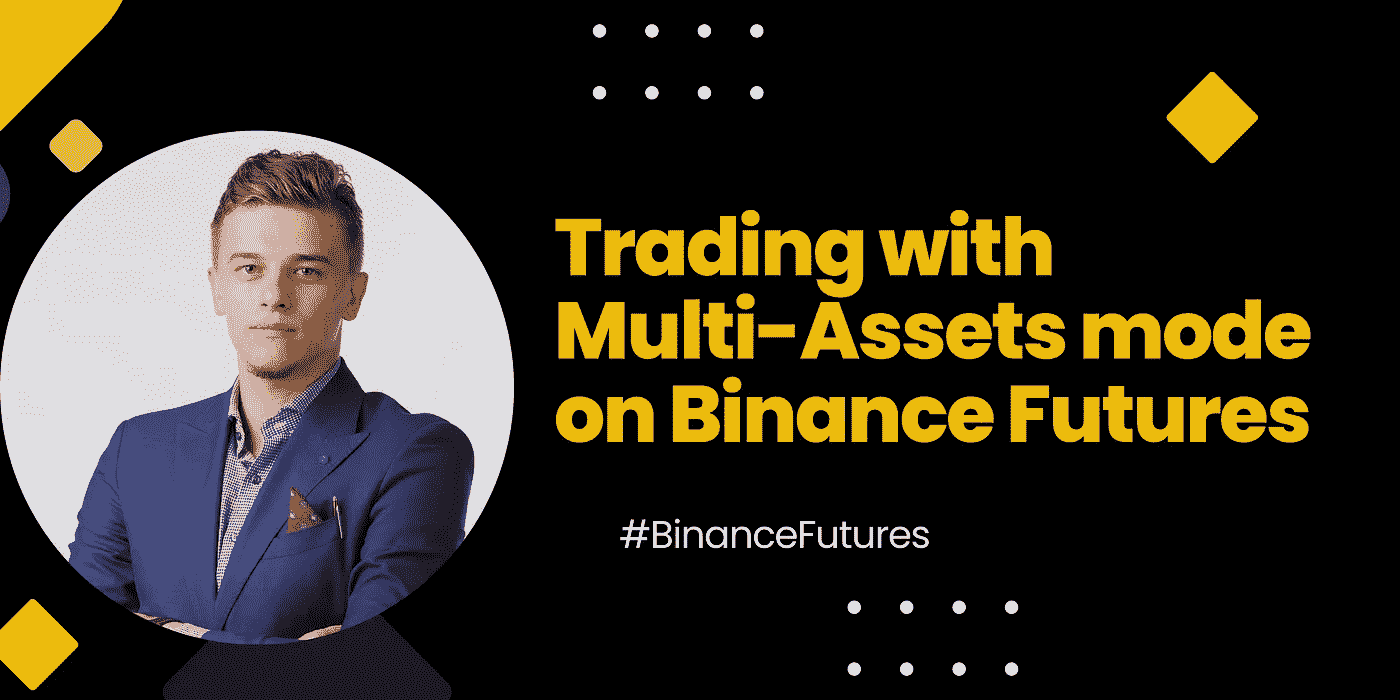 Trading with
Multi-Assets mode
on Binance Futures
#BinanceFutures